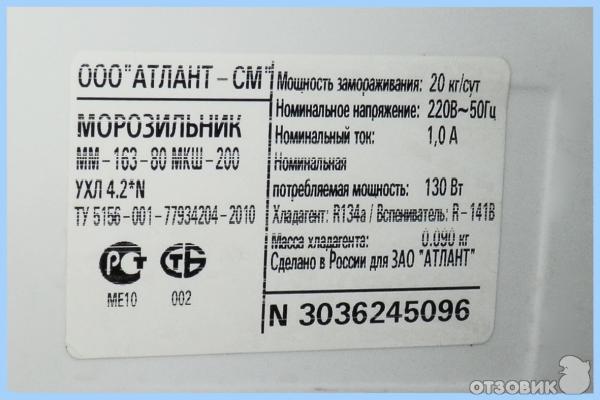 ООО "АТЛАНТ-СМ"
МОРОЗИЛЬНИК
ММ-163-80 МКШ-200
УХЛ 4.2*N
ТУ 5156-001-77934204-2010
РСТ СТБ
МЕ10 002
Мощность замораживания: 20 кг/сут
Номинальное напряжение: 220В~50Гц
Номинальный ток: 1,0 А
Номинальная
потребляемая мощность: 130 Вт
Хладагент: R134a / Вспениватель: R-141B
Масса хладагента: 0.090 кг
Сделано в России для ЗАО "АТЛАНТ"
N 3036245096
ОТЗОВИК